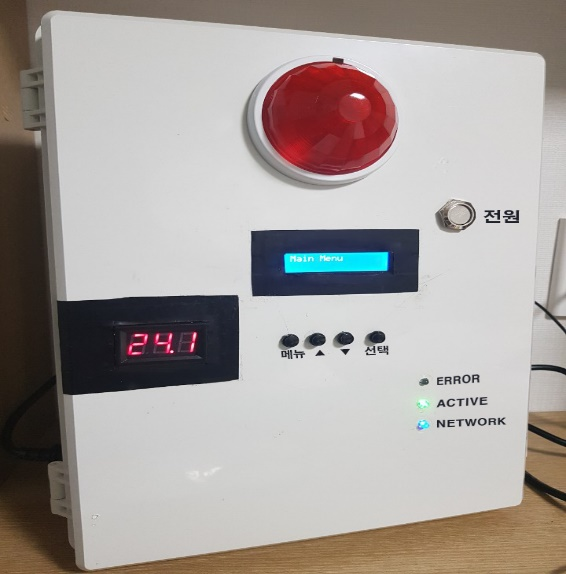 전원
Main Menu
24.1
메뉴 ▲ ▼ 선택
ERROR
ACTIVE
NETWORK